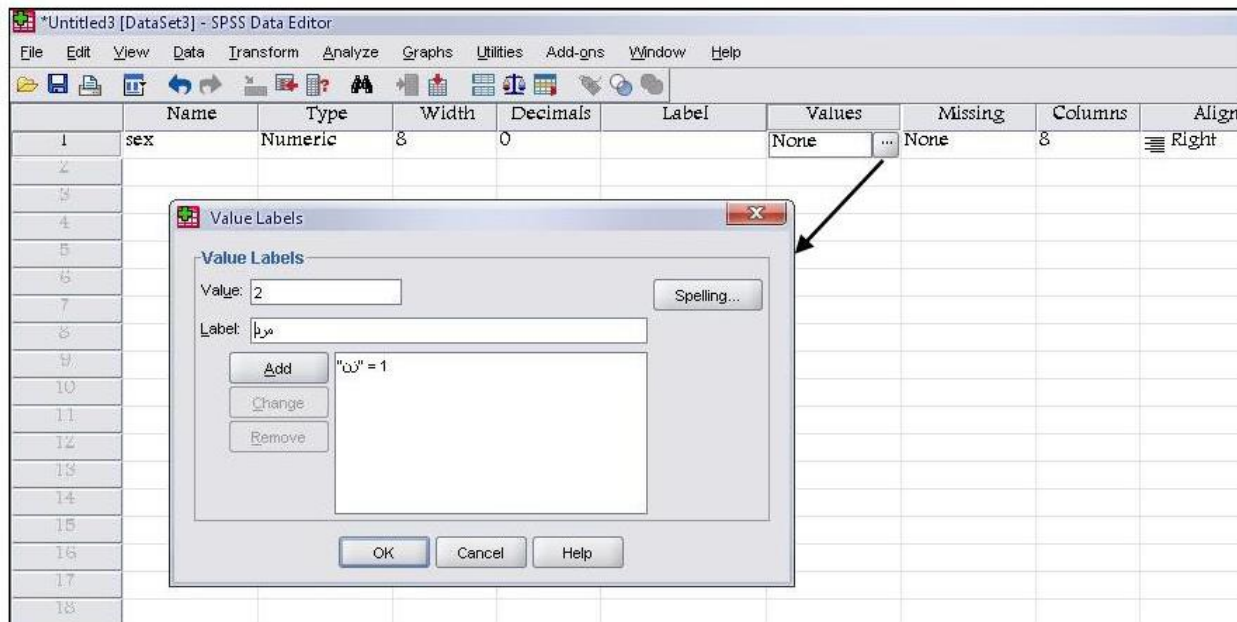 *Untitled3 [DataSet3] - SPSS Data Editor
File Edit View Data Transform Analyze Graphs Utilities Add-ons Window Help
Name Type Width Decimals Label Values Missing Columns Align
1 sex Numeric 8 0 None ... None 8 Right
2
3
4
5
6
7
8
9
10
11
12
13
14
15
16
17
18
Value Labels
Value Labels
Value: 2
Spelling...
Label: مرد
Add
"زن" = 1
Change
Remove
OK Cancel Help